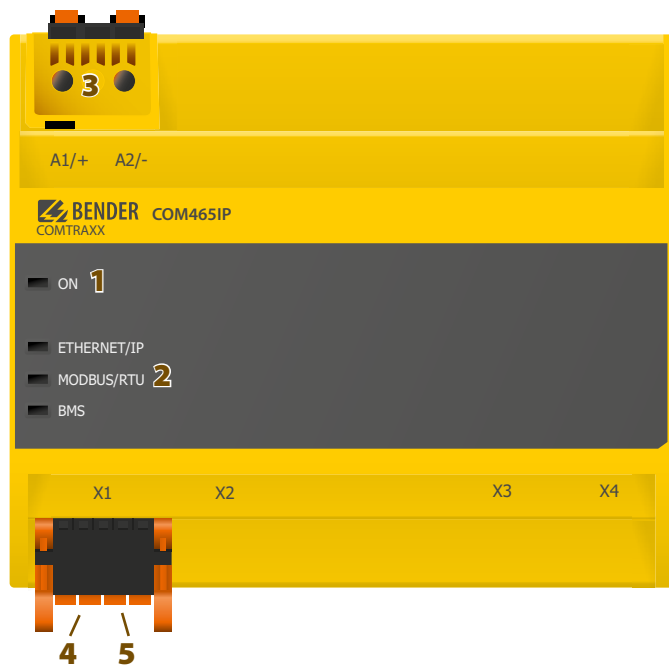 3
A1/+ A2/-
BENDER COM465IP
COMTRAXX
ON 1
ETHERNET/IP
MODBUS/RTU 2
BMS
X1 X2 X3 X4
4 5